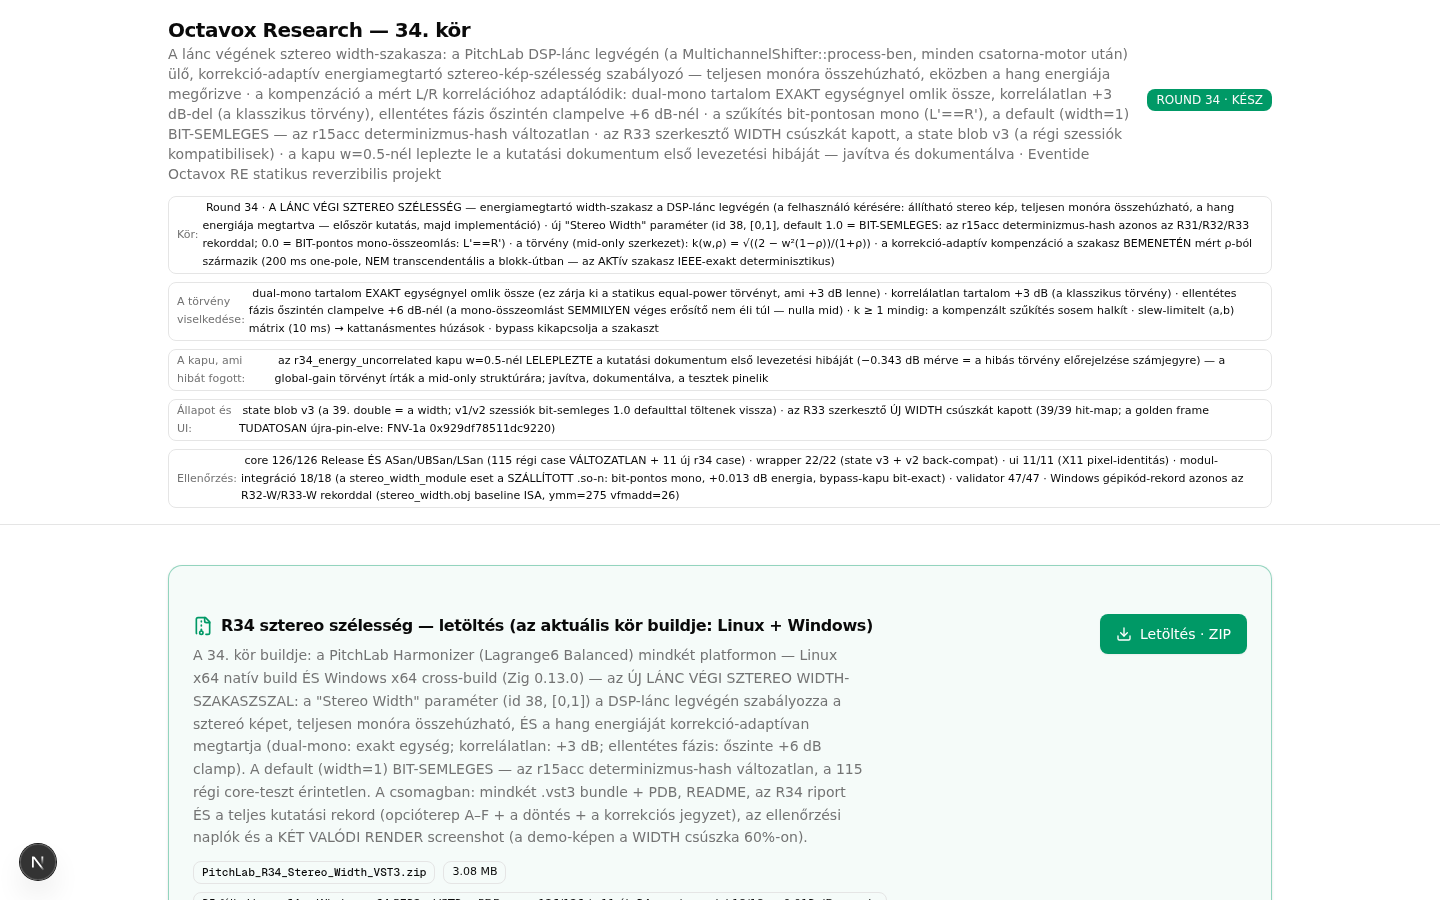 Octavox Research — 34. kör
A lánc végének sztereo width-szakasza: a PitchLab DSP-lánc legvégén (a MultichannelShifter::process-ben, minden csatorna-motor után)
ülő, korrekció-adaptív energiamegtartó sztereo-kép-szélesség szabályozó — teljesen monóra összehúzható, eközben a hang energiája
megőrizve · a kompenzáció a mért L/R korrelációhoz adaptálódik: dual-mono tartalom EXAKT egységnyel omlik össze, korrelálatlan +3
dB-del (a klasszikus törvény), ellentétes fázis őszintén clampelve +6 dB-nél · a szűkítés bit-pontosan mono (L'==R'), a default (width=1)
BIT-SEMLEGES — az r15acc determinizmus-hash változatlan · az R33 szerkesztő WIDTH csúszkát kapott, a state blob v3 (a régi szessiók
kompatibilisek) · a kapu w=0.5-nél leplezte le a kutatási dokumentum első levezetési hibáját — javítva és dokumentálva · Eventide
Octavox RE statikus reverzibilis projekt
ROUND 34 · KÉSZ
Kör:
Round 34 · A LÁNC VÉGI SZTEREO SZÉLESSÉG — energiamegtartó width-szakasz a DSP-lánc legvégén (a felhasználó kérésére: állítható stereo kép, teljesen monóra összehúzható, a hang
energiája megtartva — először kutatás, majd implementáció) · új "Stereo Width" paraméter (id 38, [0,1], default 1.0 = BIT-SEMLEGES: az r15acc determinizmus-hash azonos az R31/R32/R33
rekorddal; 0.0 = BIT-pontos mono-összeomlás: L'==R') · a törvény (mid-only szerkezet): k(w,ρ) = √((2 − w²(1−ρ))/(1+ρ)) · a korrekció-adaptív kompenzáció a szakasz BEMENETÉN mért ρ-ból
származik (200 ms one-pole, NEM transcendentális a blokk-útban — az AKTív szakasz IEEE-exakt determinisztikus)
A törvény
viselkedése:
dual-mono tartalom EXAKT egységnyel omlik össze (ez zárja ki a statikus equal-power törvényt, ami +3 dB lenne) · korrelálatlan tartalom +3 dB (a klasszikus törvény) · ellentétes
fázis őszintén clampelve +6 dB-nél (a mono-összeomlást SEMMILYEN véges erősítő nem éli túl — nulla mid) · k ≥ 1 mindig: a kompenzált szűkítés sosem halkít · slew-limitelt (a,b)
mátrix (10 ms) → kattanásmentes húzások · bypass kikapcsolja a szakaszt
A kapu, ami
hibát fogott:
az r34_energy_uncorrelated kapu w=0.5-nél LELEPLEZTE a kutatási dokumentum első levezetési hibáját (−0.343 dB mérve = a hibás törvény előrejelzése számjegyre) — a
global-gain törvényt írták a mid-only struktúrára; javítva, dokumentálva, a tesztek pinelik
Állapot és
UI:
state blob v3 (a 39. double = a width; v1/v2 szessiók bit-semleges 1.0 defaulttal töltenek vissza) · az R33 szerkesztő ÚJ WIDTH csúszkát kapott (39/39 hit-map; a golden frame
TUDATOSAN újra-pin-elve: FNV-1a 0x929df78511dc9220)
Ellenőrzés:
core 126/126 Release ÉS ASan/UBSan/LSan (115 régi case VÁLTOZATLAN + 11 új r34 case) · wrapper 22/22 (state v3 + v2 back-compat) · ui 11/11 (X11 pixel-identitás) · modul-
integráció 18/18 (a stereo_width_module eset a SZÁLLÍTOTT .so-n: bit-pontos mono, +0.013 dB energia, bypass-kapu bit-exact) · validator 47/47 · Windows gépikód-rekord azonos az
R32-W/R33-W rekorddal (stereo_width.obj baseline ISA, ymm=275 vfmadd=26)
R34 sztereo szélesség — letöltés (az aktuális kör buildje: Linux + Windows)
Letöltés · ZIP
A 34. kör buildje: a PitchLab Harmonizer (Lagrange6 Balanced) mindkét platformon — Linux
x64 natív build ÉS Windows x64 cross-build (Zig 0.13.0) — az ÚJ LÁNC VÉGI SZTEREO WIDTH-
SZAKASZSZAL: a "Stereo Width" paraméter (id 38, [0,1]) a DSP-lánc legvégén szabályozza a
sztereó képet, teljesen monóra összehúzható, ÉS a hang energiáját korrekció-adaptívan
megtartja (dual-mono: exakt egység; korrelálatlan: +3 dB; ellentétes fázis: őszinte +6 dB
clamp). A default (width=1) BIT-SEMLEGES — az r15acc determinizmus-hash változatlan, a 115
régi core-teszt érintetlen. A csomagban: mindkét .vst3 bundle + PDB, README, az R34 riport
ÉS a teljes kutatási rekord (opcióterep A–F + a döntés + a korrekciós jegyzet), az ellenőrzési
naplók és a KÉT VALÓDI RENDER screenshot (a demo-képen a WIDTH csúszka 60%-on).
PitchLab_R34_Stereo_Width_VST3.zip
3.08 MB